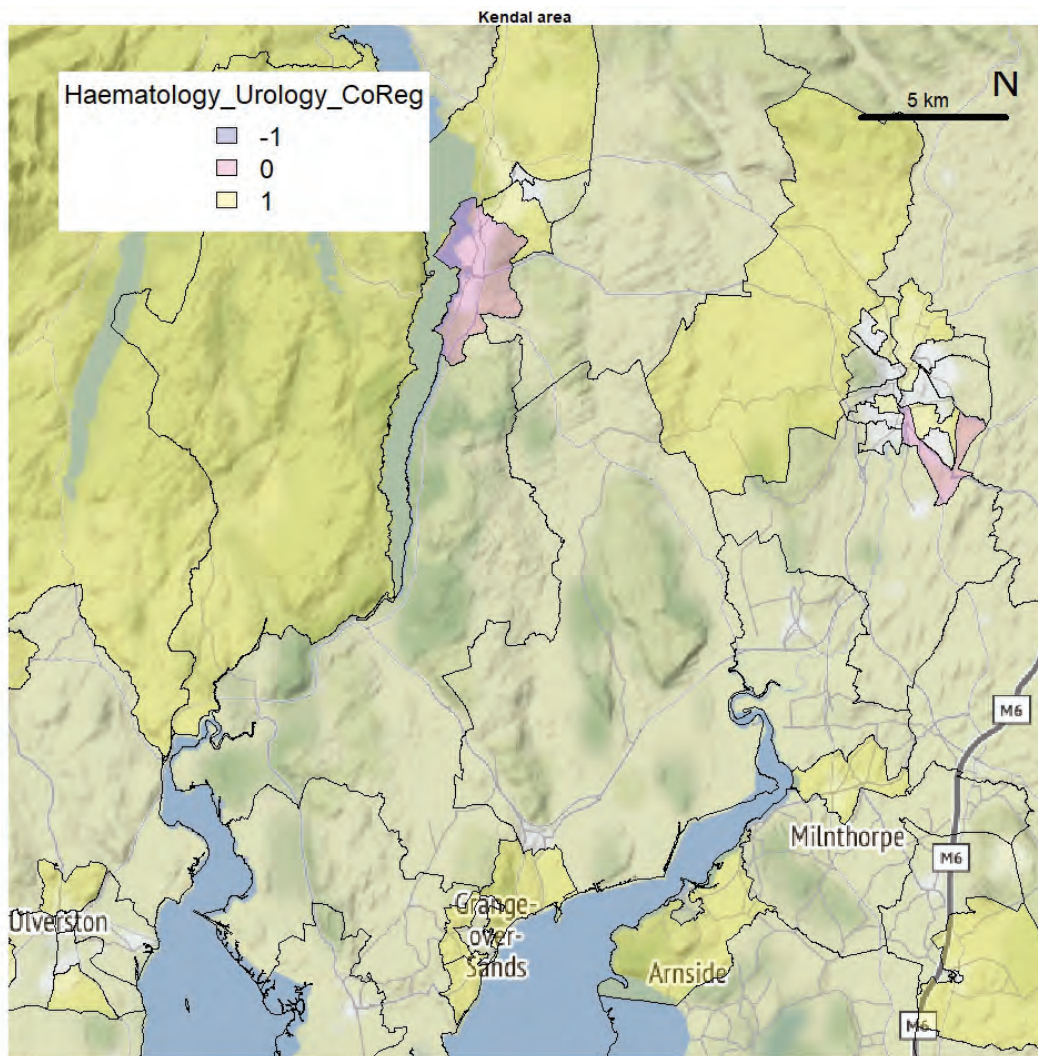 Kendal area
Haematology_Urology_CoReg
-1
0
1
N
5 km
M6
Milnthorpe
M6
Ulverston
Grange-
over-
Sands
Arnside
M6